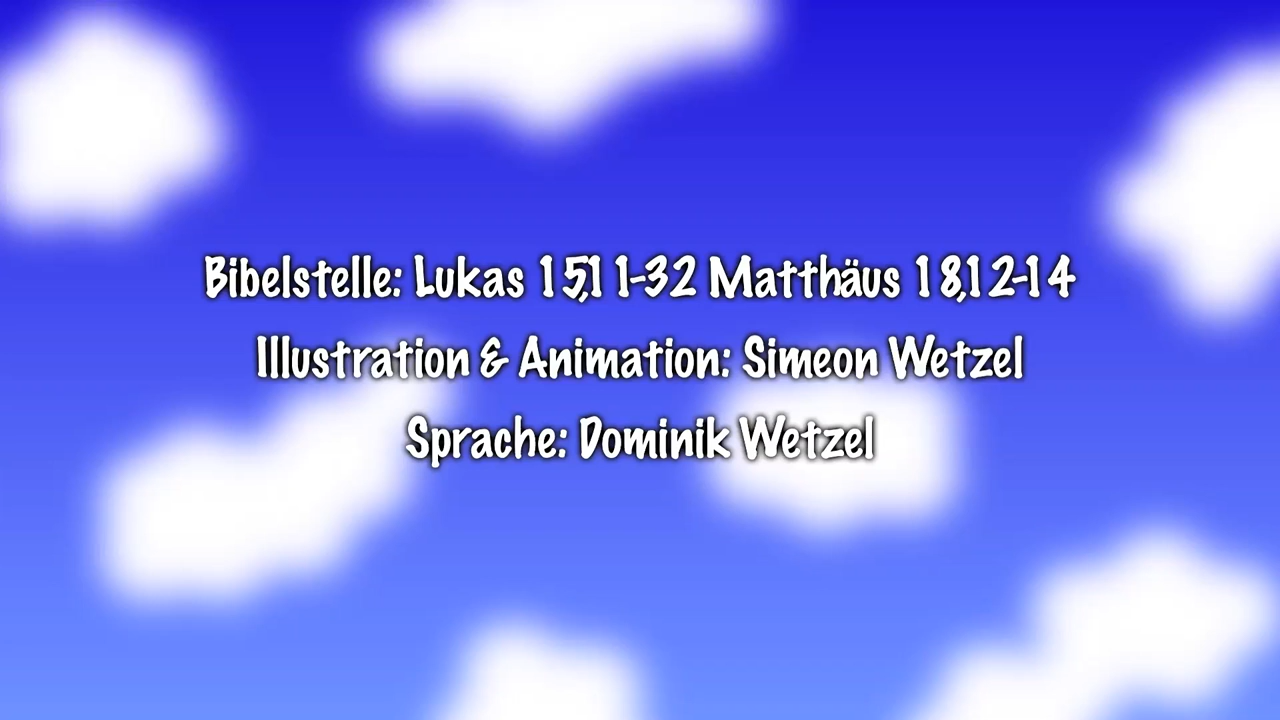 Bibelstelle: Lukas 15,11-32 Matthäus 18,12-14
Illustration & Animation: Simeon Wetzel
Sprache: Dominik Wetzel